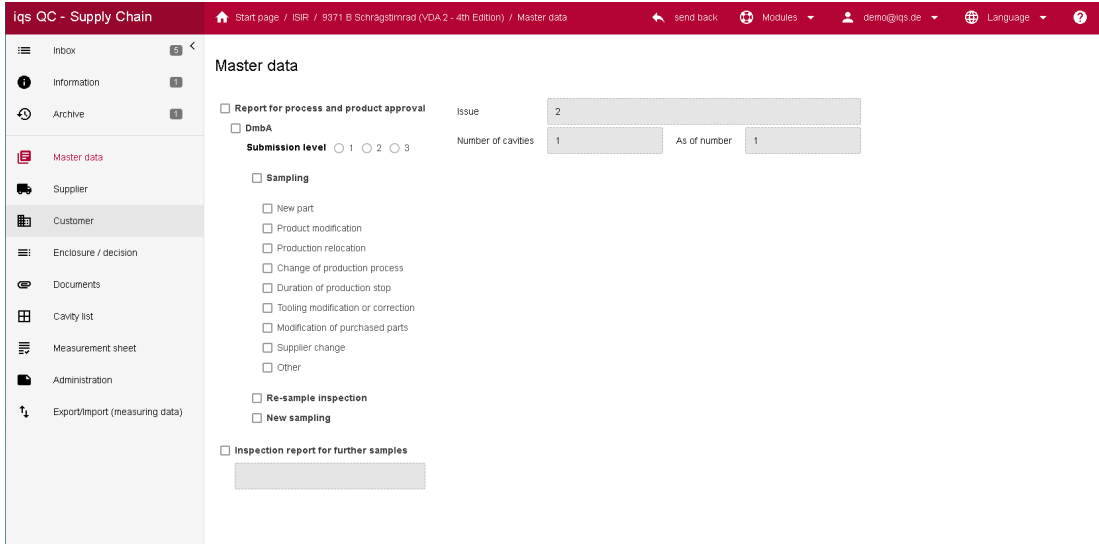 iqs QC - Supply Chain
Start page / ISIR / 9371 B Schrägstirnrad (VDA 2 - 4th Edition) / Master data
send back
Modules
demo@iqs.de
Language
?
Inbox 5
Information 1
Archive 1
Master data
Supplier
Customer
Enclosure / decision
Documents
Cavity list
Measurement sheet
Administration
Export/Import (measuring data)
Master data
Report for process and product approval
DmbA
Submission level 1 2 3
Sampling
New part
Product modification
Production relocation
Change of production process
Duration of production stop
Tooling modification or correction
Modification of purchased parts
Supplier change
Other
Re-sample inspection
New sampling
Inspection report for further samples
Issue 2
Number of cavities 1 As of number 1